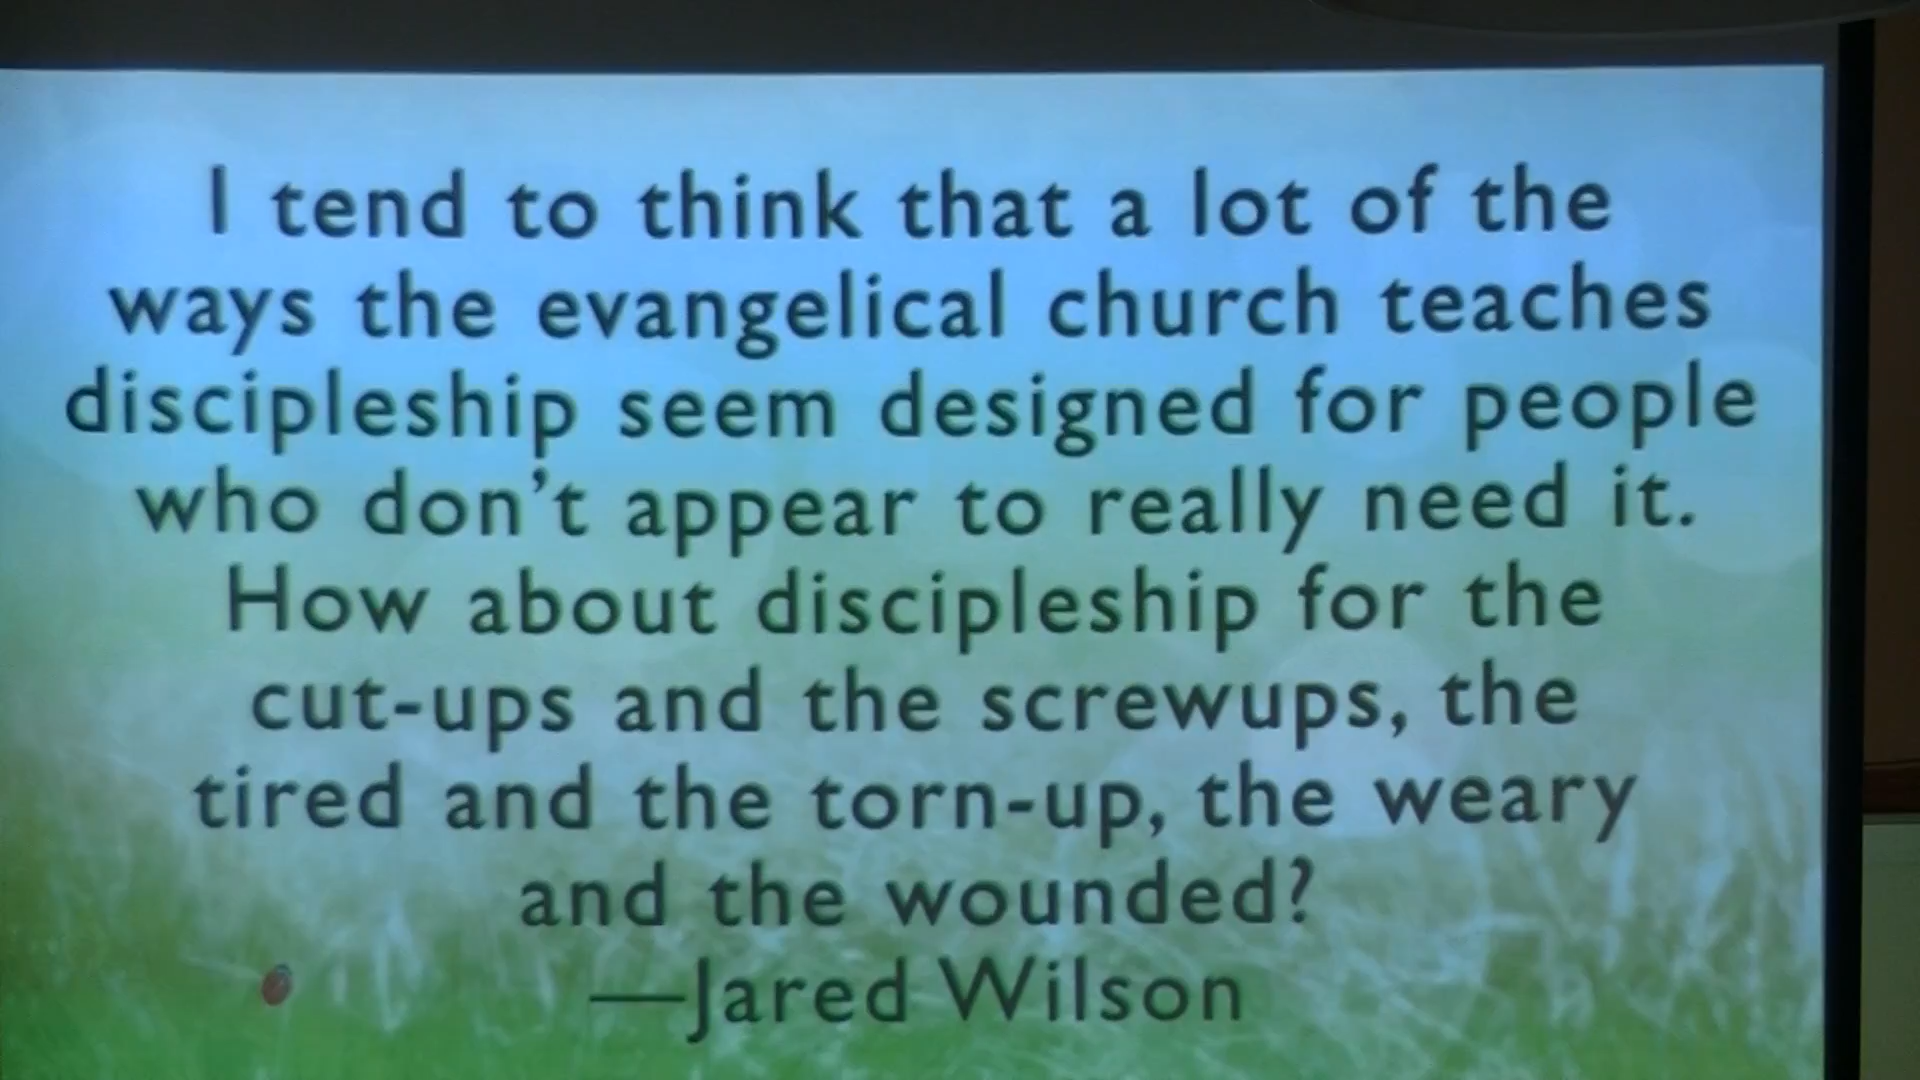 I tend to think that a lot of the
ways the evangelical church teaches
discipleship seem designed for people
who don’t appear to really need it.
How about discipleship for the
cut-ups and the screwups, the
tired and the torn-up, the weary
and the wounded?
—Jared Wilson